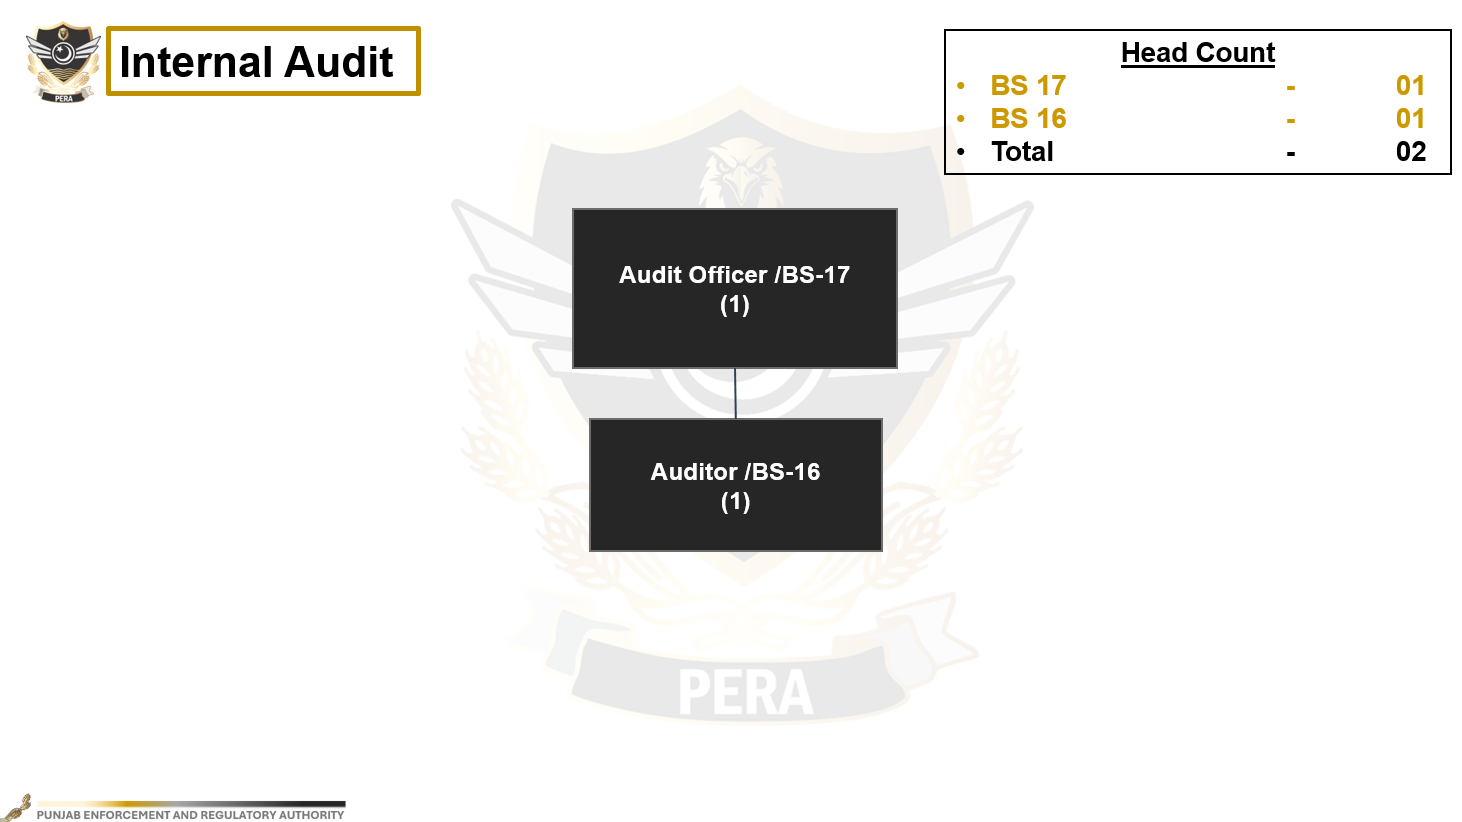 PERA
Internal Audit
Head Count
• BS 17 - 01
• BS 16 - 01
• Total - 02
Audit Officer /BS-17
(1)
Auditor /BS-16
(1)
PERA
PUNJAB ENFORCEMENT AND REGULATORY AUTHORITY